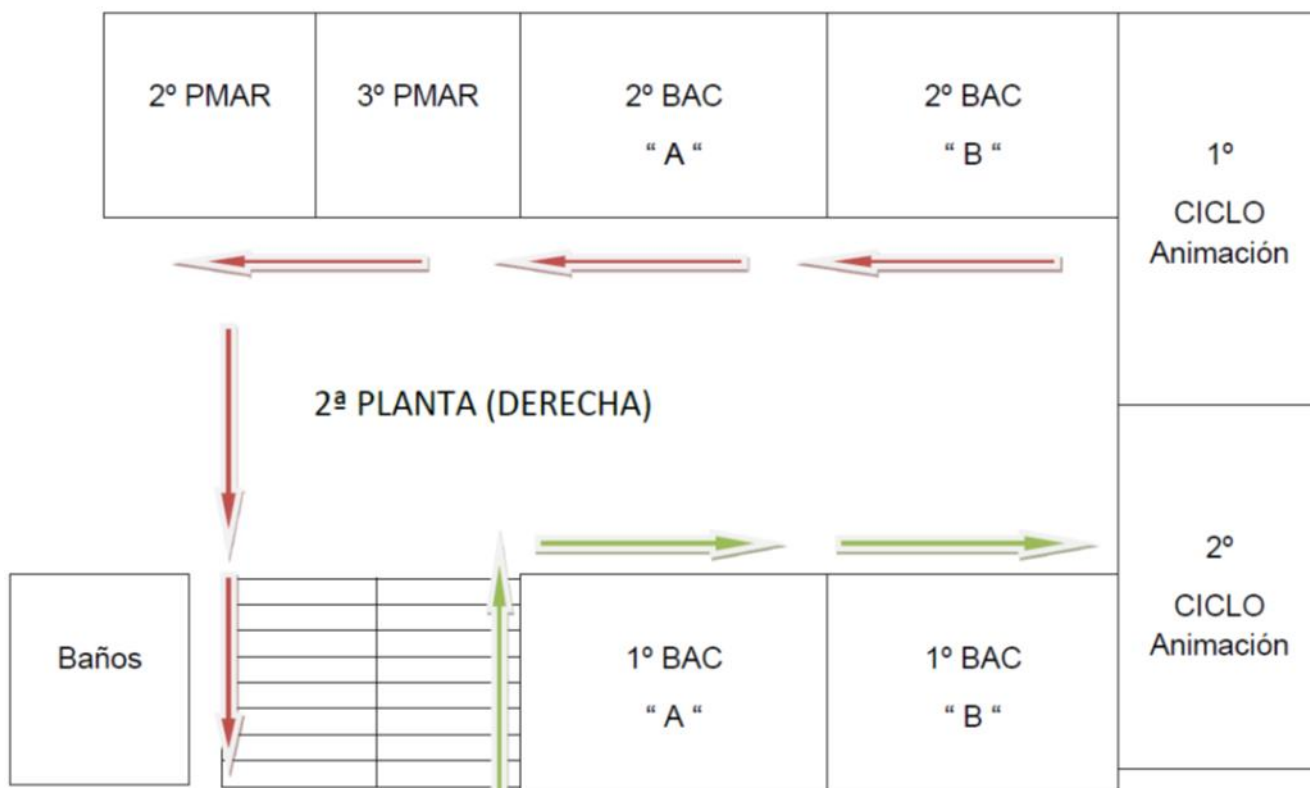 2º PMAR
3º PMAR
2º BAC
“ A “
2º BAC
“ B “
1º
CICLO
Animación
2ª PLANTA (DERECHA)
2º
CICLO
Animación
Baños
1º BAC
“ A “
1º BAC
“ B “